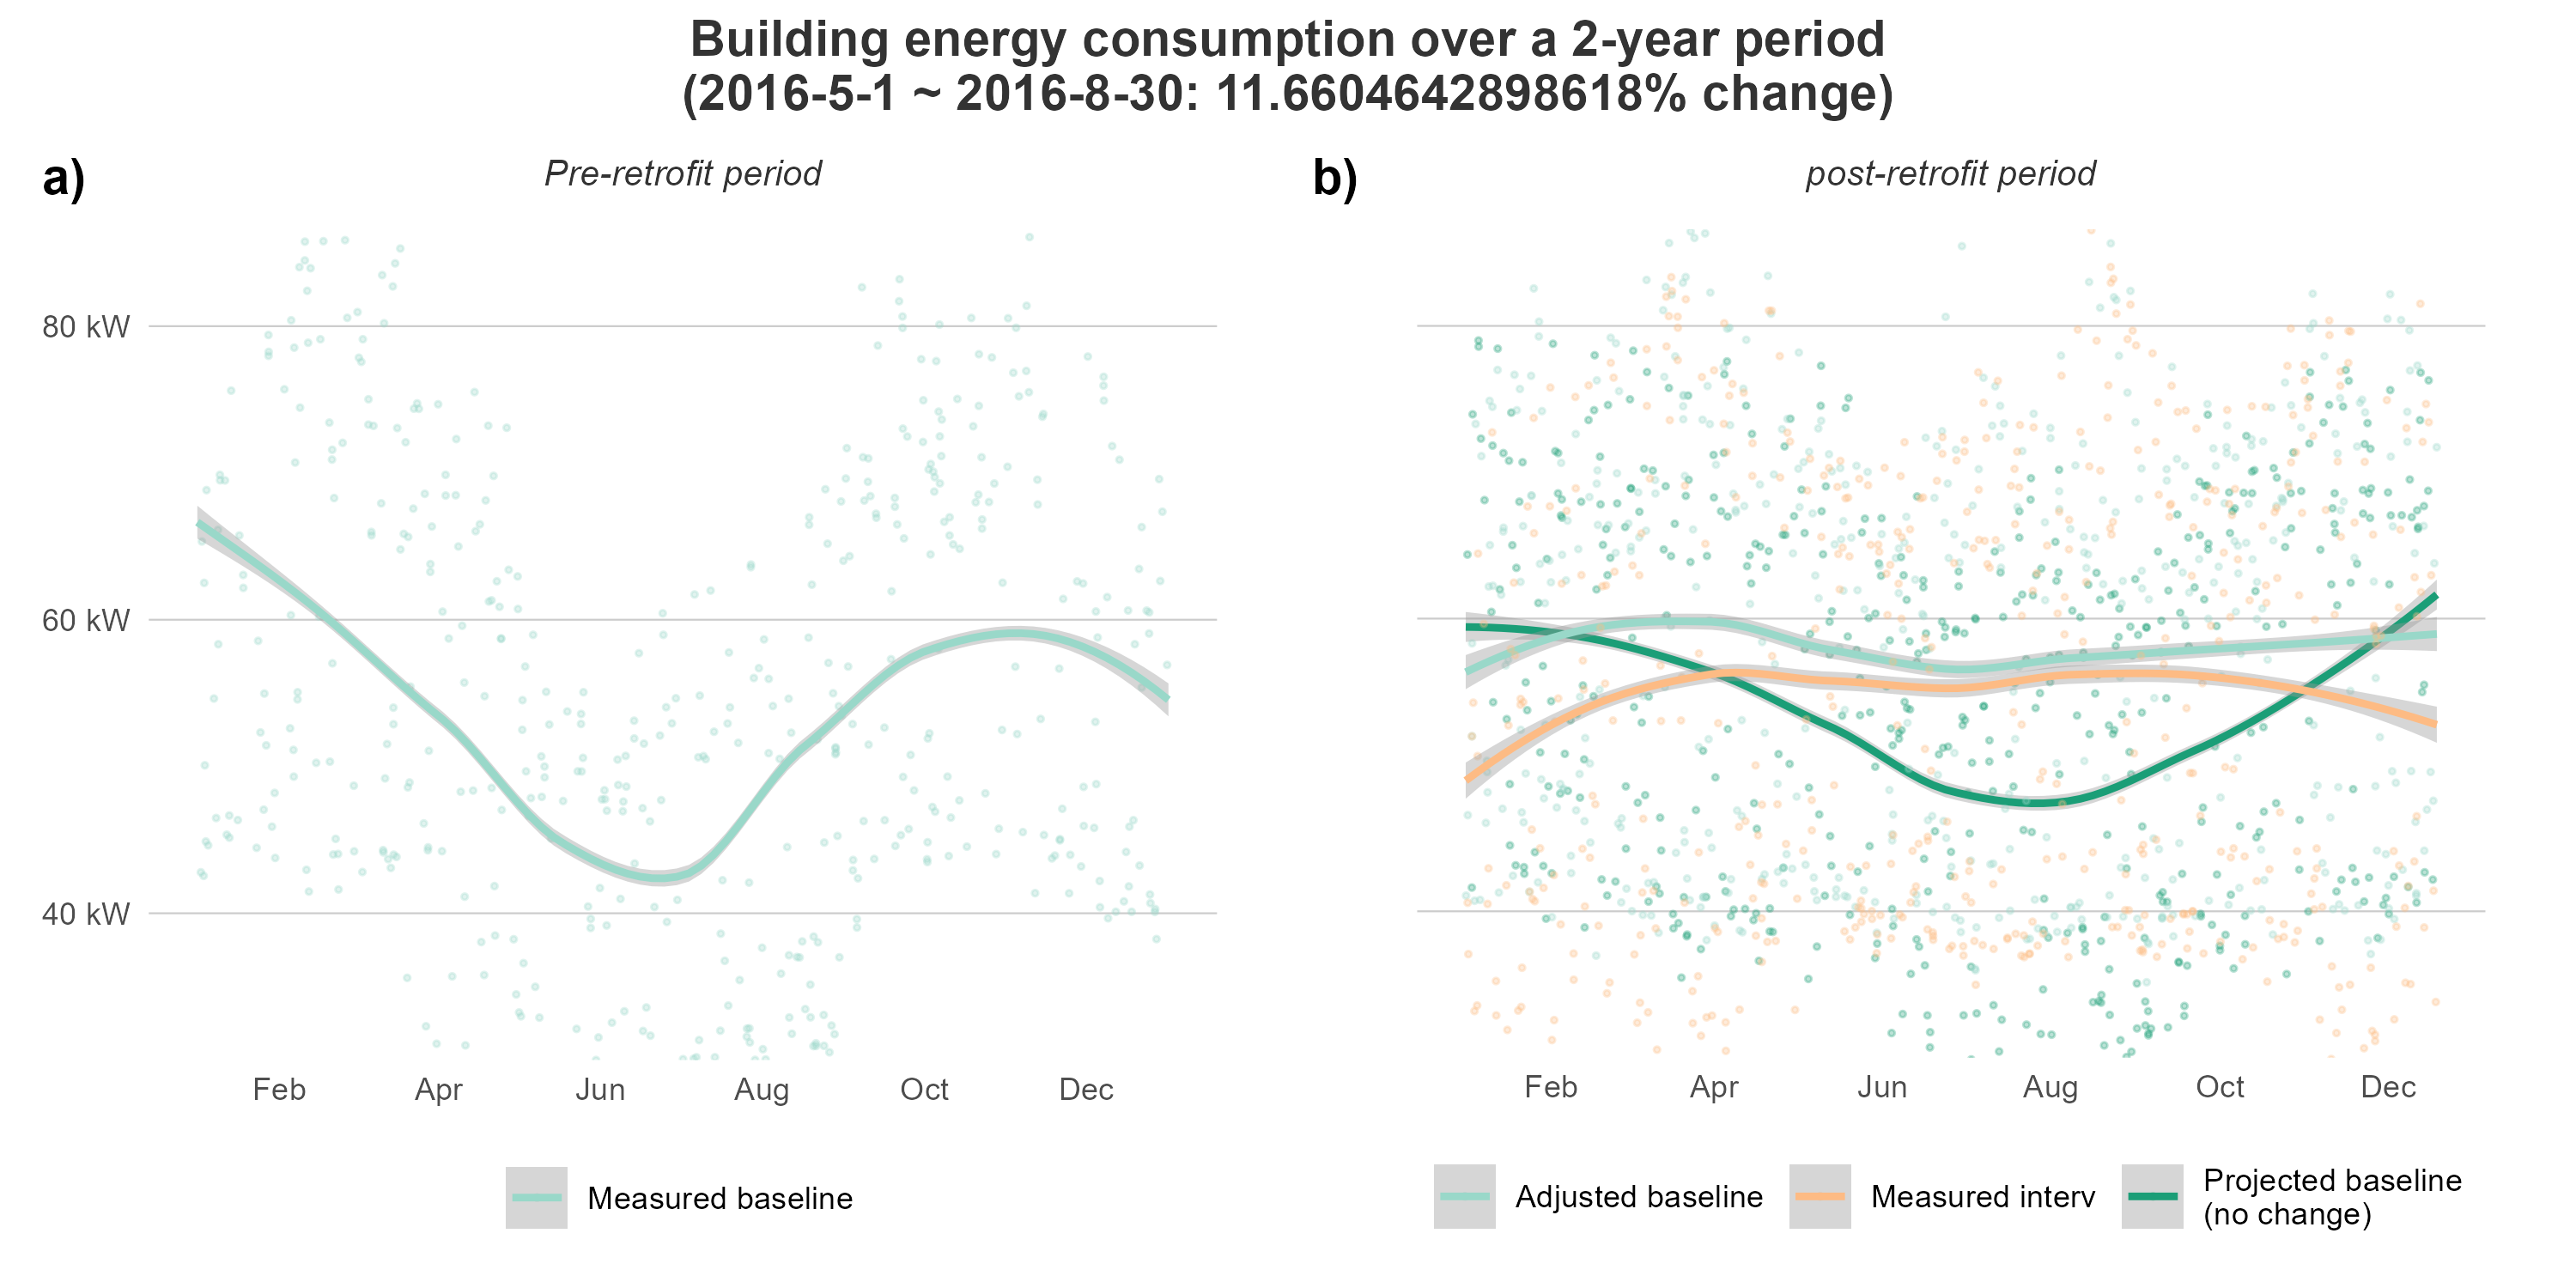 Building energy consumption over a 2-year period
(2016-5-1 ~ 2016-8-30: 11.6604642898618% change)
a)
Pre-retrofit period
80 kW
60 kW
40 kW
Feb Apr Jun Aug Oct Dec
Measured baseline
b)
post-retrofit period
Feb Apr Jun Aug Oct Dec
Adjusted baseline
Measured interv
Projected baseline
(no change)